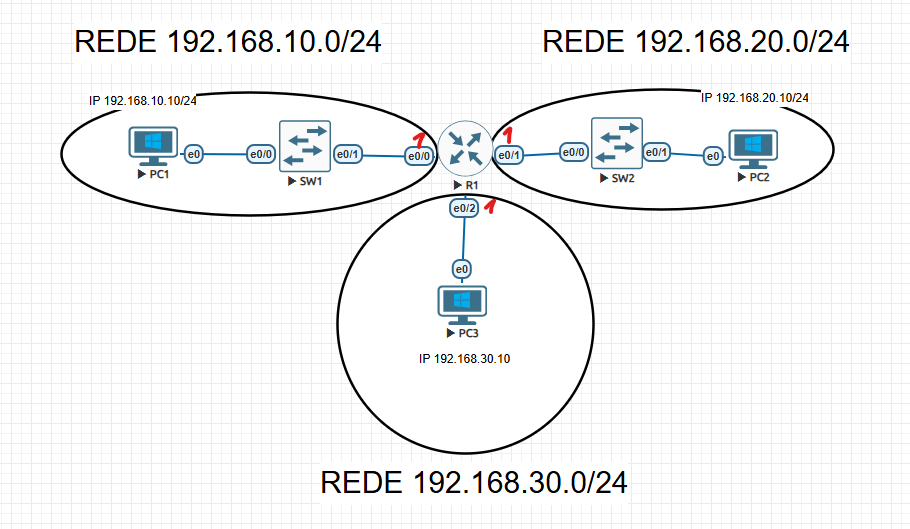 REDE 192.168.10.0/24
REDE 192.168.20.0/24
IP 192.168.10.10/24
IP 192.168.20.10/24
1
1
e0
e0/0
e0/1
e0/0
e0/1
e0/0
e0/1
e0
PC1
SW1
R1
SW2
PC2
e0/2
1
e0
PC3
IP 192.168.30.10
REDE 192.168.30.0/24